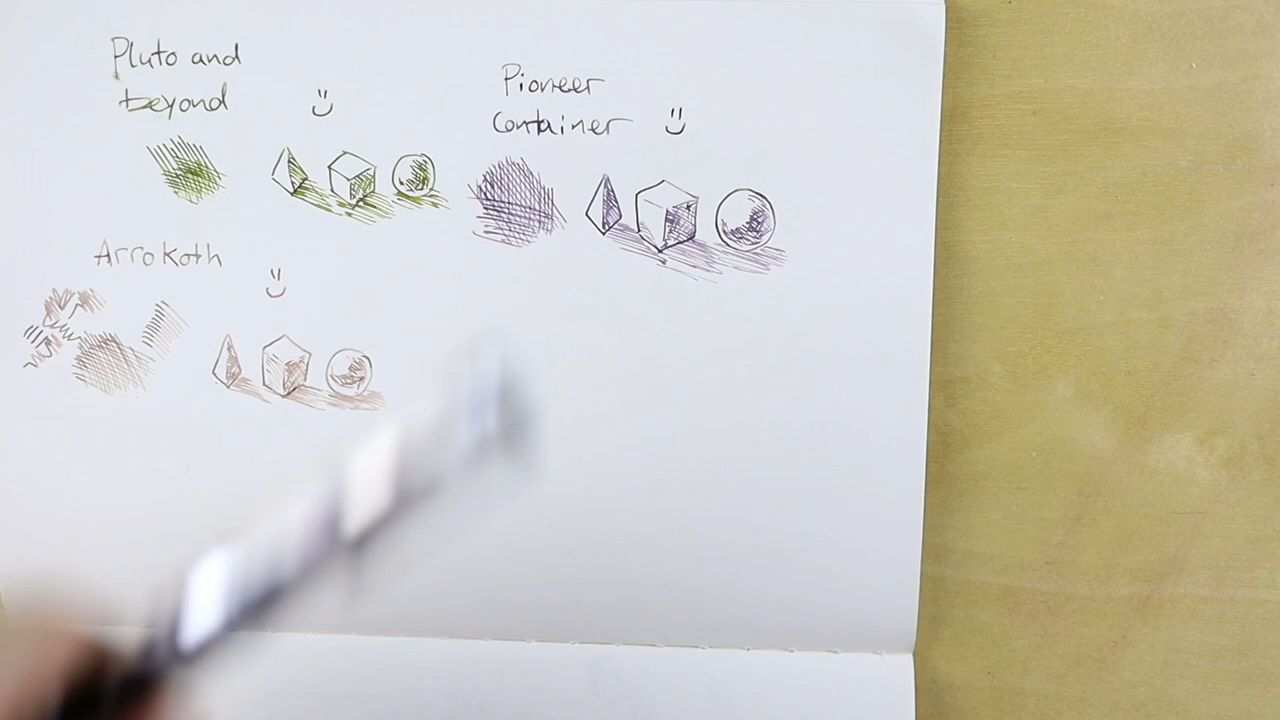 Pluto and
beyond
Pioneer
Container
Arrokoth